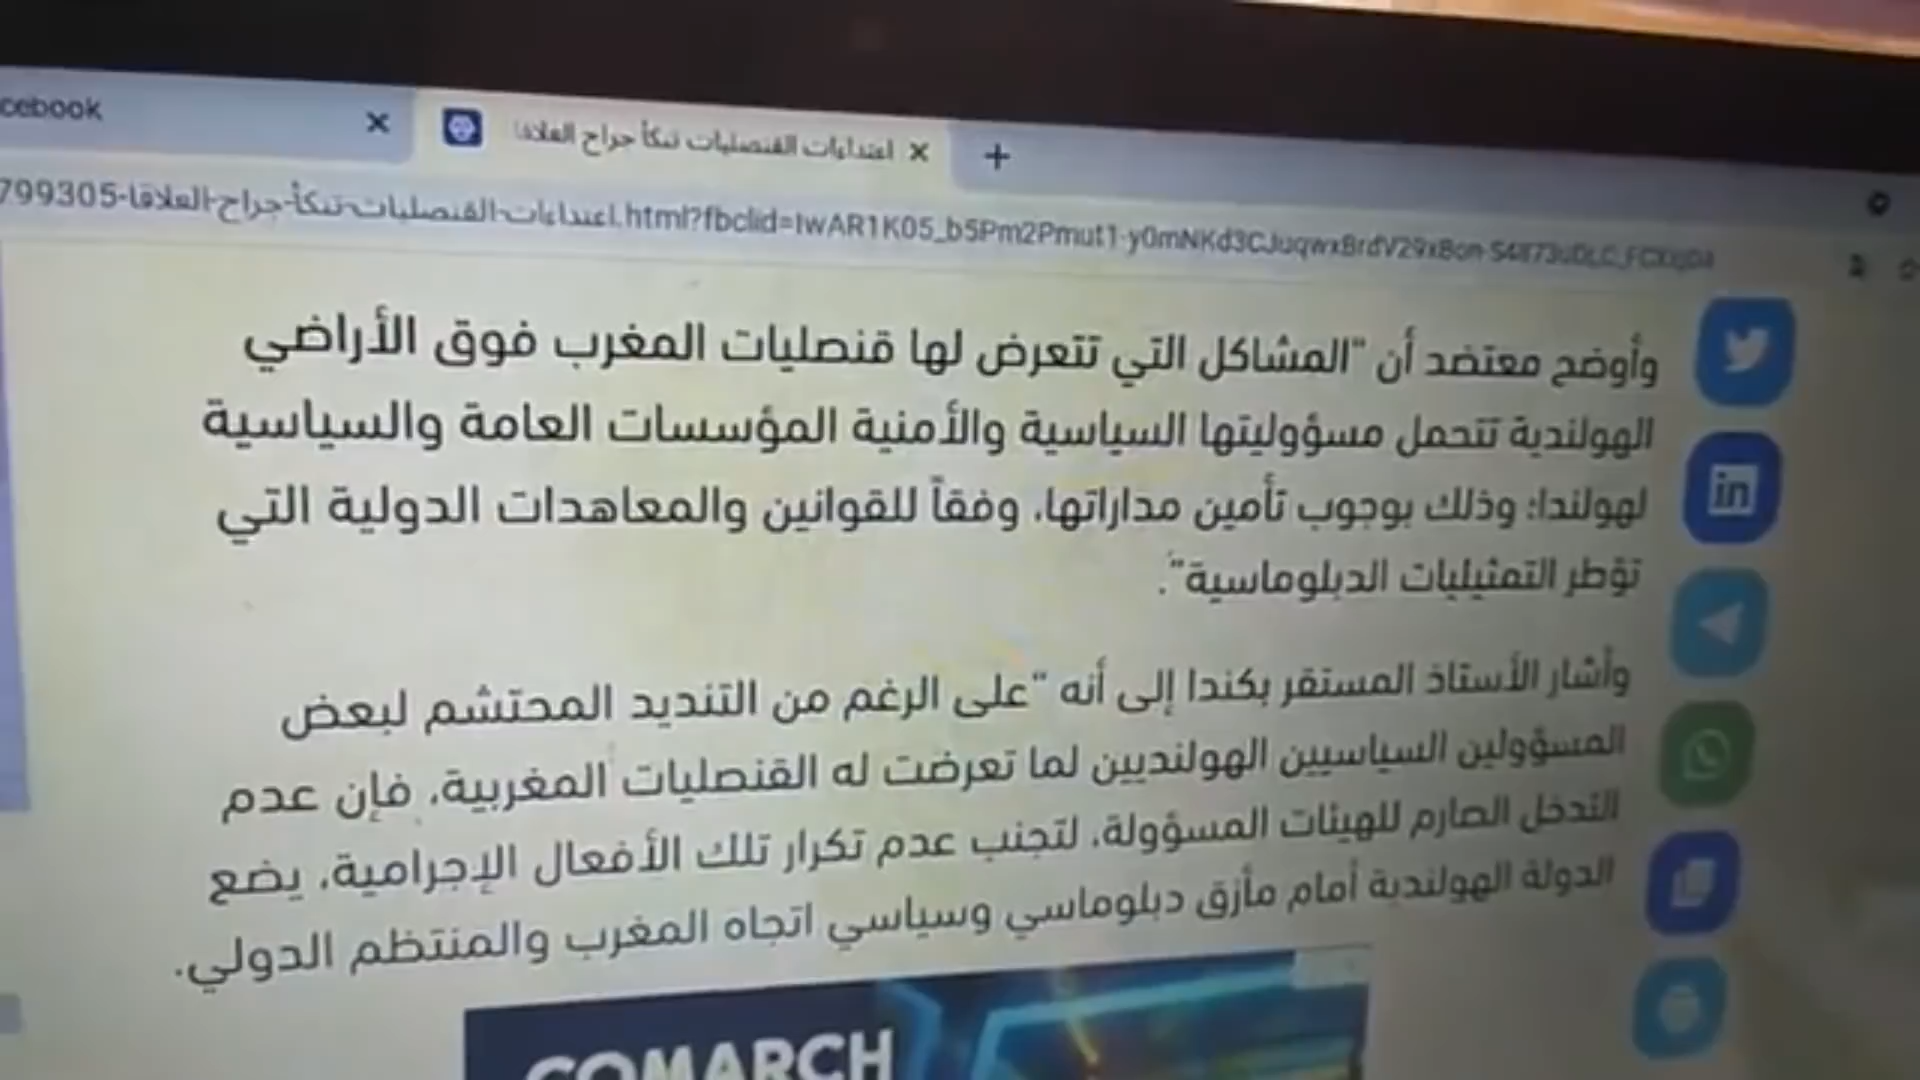 cebook
اعتداءات القنصليات تنكأ جراح العلاقا
799305-اعتداءات-القنصليات-تنكأ-جراح-العلاقا.html?fbclid=IwAR1K05_b5Pm2Pmut1-y0mNKd3CJuqwxBrdV29xBon
وأوضح معتضد أن "المشاكل التي تتعرض لها قنصليات المغرب فوق الأراضي
الهولندية تتحمل مسؤوليتها السياسية والأمنية المؤسسات العامة والسياسية
لهولندا؛ وذلك بوجوب تأمين مداراتها، وفقاً للقوانين والمعاهدات الدولية التي
تؤطر التمثيليات الدبلوماسية".
وأشار الأستاذ المستقر بكندا إلى أنه "على الرغم من التنديد المحتشم لبعض
المسؤولين السياسيين الهولنديين لما تعرضت له القنصليات المغربية، فإن عدم
التدخل الصارم للهيئات المسؤولة، لتجنب عدم تكرار تلك الأفعال الإجرامية، يضع
الدولة الهولندية أمام مأزق دبلوماسي وسياسي اتجاه المغرب والمنتظم الدولي.
in
COMARCH